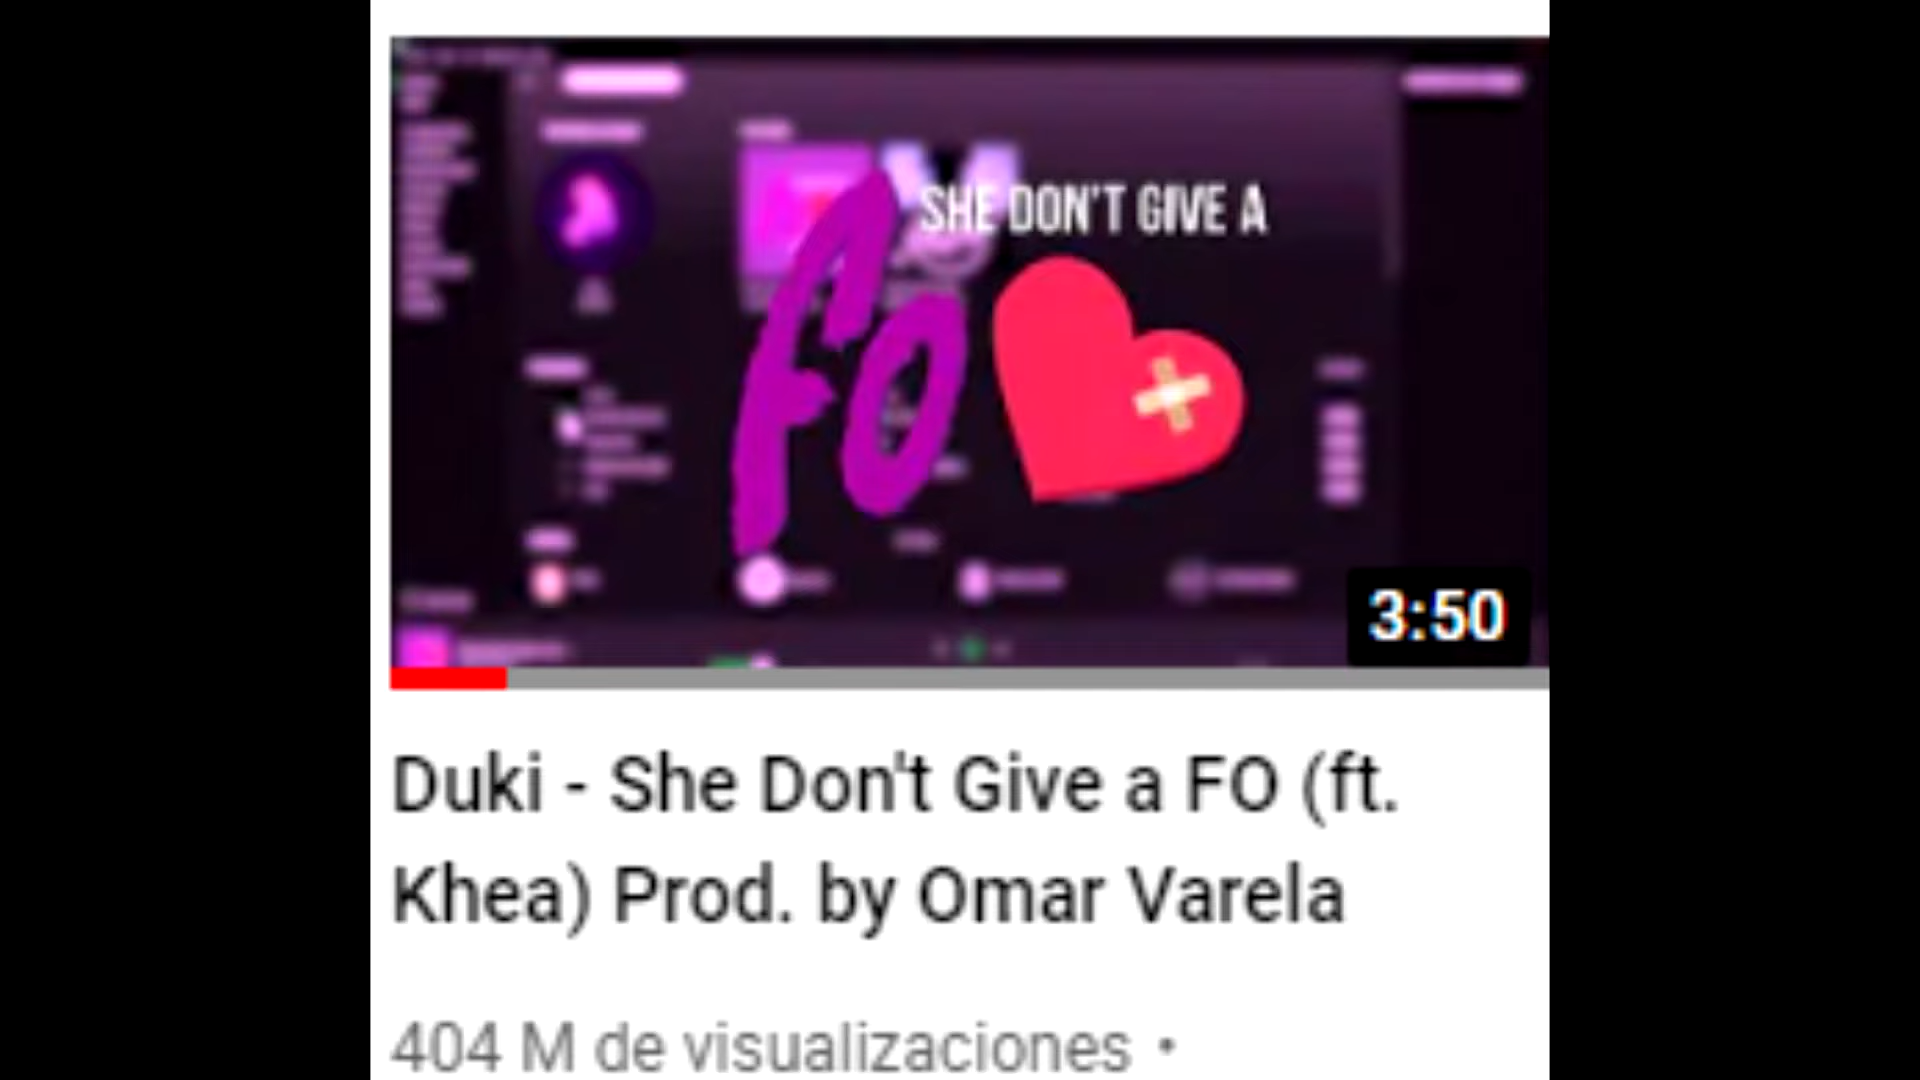 SHE DON'T GIVE A
FO
3:50
Duki - She Don't Give a FO (ft.
Khea) Prod. by Omar Varela
404 M de visualizaciones •